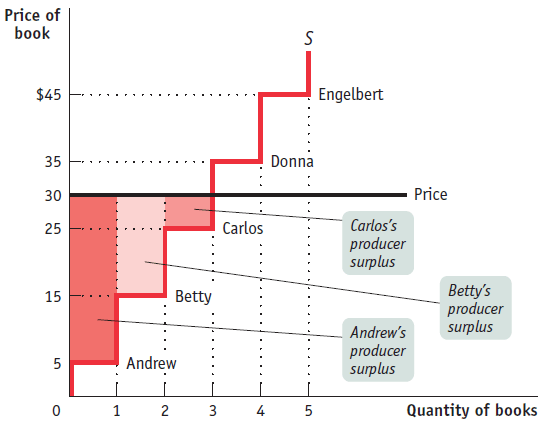 Price of
book
S
$45
Engelbert
35
Donna
30
Price
25
Carlos
Carlos's
producer
surplus
15
Betty
Betty's
producer
surplus
Andrew's
producer
surplus
5
Andrew
0 1 2 3 4 5 Quantity of books